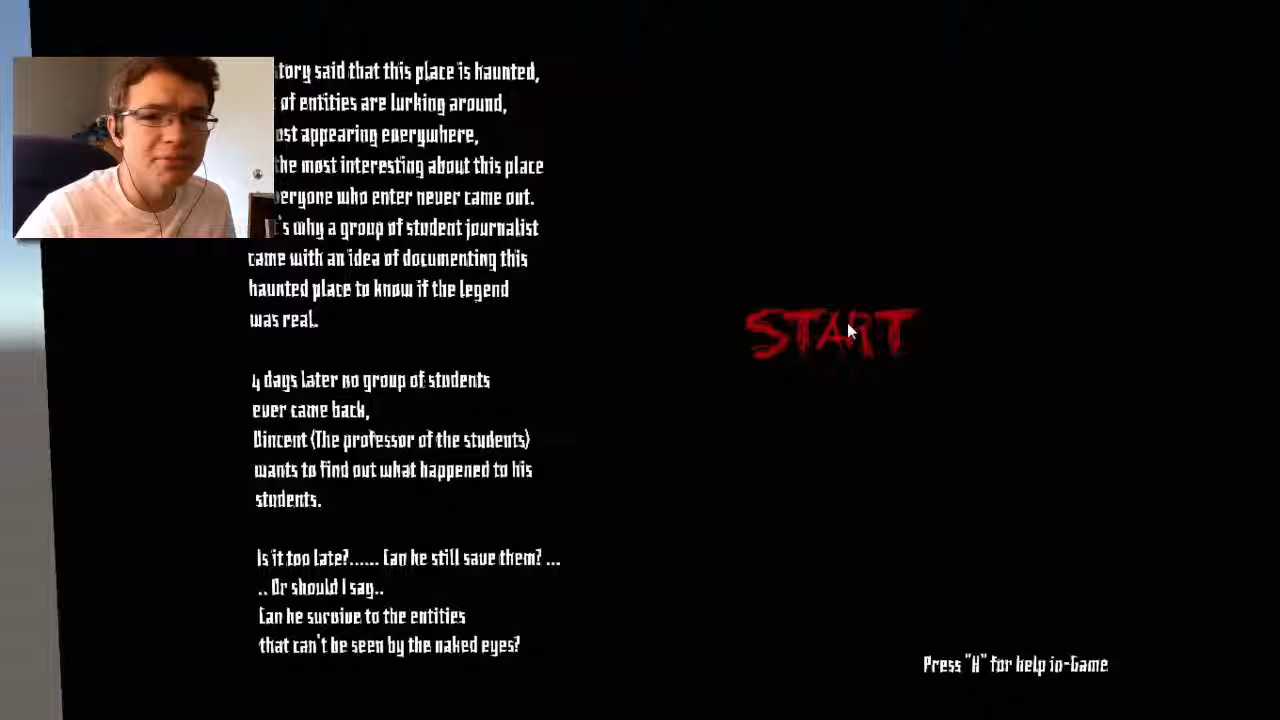 tory said that this place is haunted,
of entities are lurking around,
ost appearing everywhere,
the most interesting about this place
eryone who enter never came out.
's why a group of student journalist
came with an idea of documenting this
haunted place to know if the legend
was real.
START
4 days later no group of students
ever came back,
Vincent (The professor of the students)
wants to find out what happened to his
students.
Is it too late?...... Can he still save them? ...
.. Or should I say..
Can he survive to the entities
that can't be seen by the naked eyes?
Press "H" for help in-Game